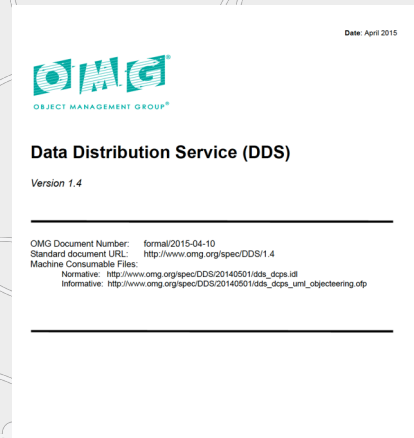 Date: April 2015
OMG®
OBJECT MANAGEMENT GROUP®
Data Distribution Service (DDS)
Version 1.4
OMG Document Number: formal/2015-04-10
Standard document URL: http://www.omg.org/spec/DDS/1.4
Machine Consumable Files:
Normative: http://www.omg.org/spec/DDS/20140501/dds_dcps.idl
Informative: http://www.omg.org/spec/DDS/20140501/dds_dcps_uml_objecteering.ofp